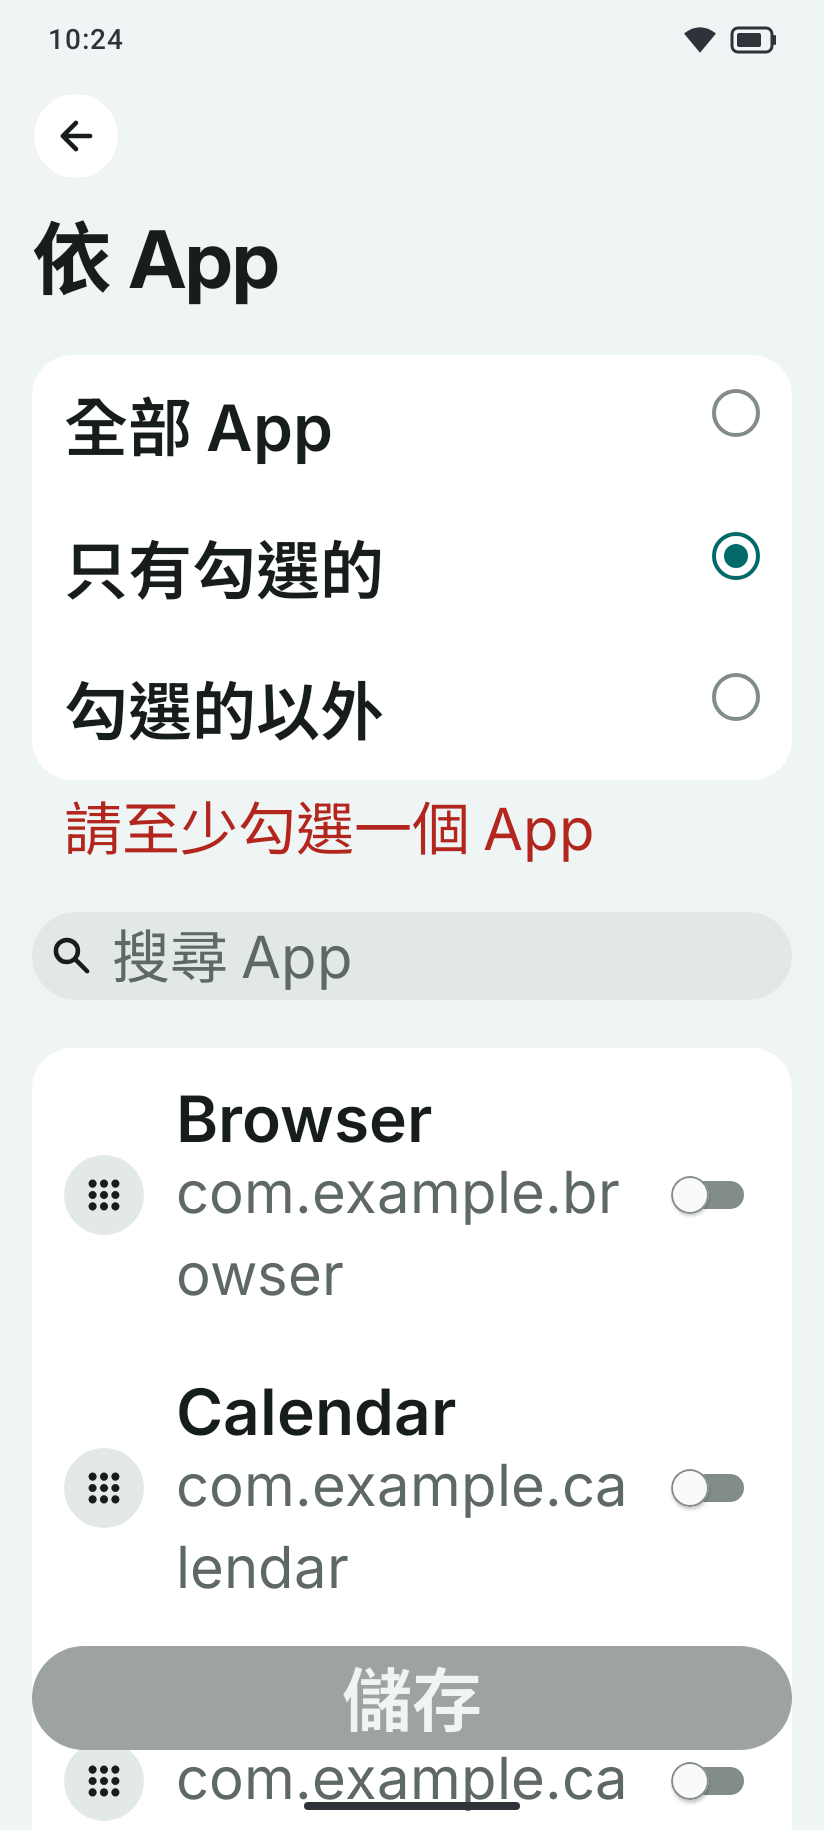 10:24
依 App
全部 App
只有勾選的
勾選的以外
請至少勾選一個 App
搜尋 App
Browser
com.example.br
owser
Calendar
com.example.ca
lendar
儲存
com.example.ca